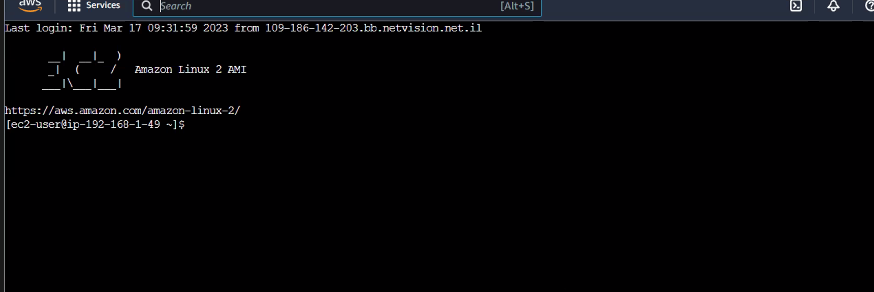 aws Services Search [Alt+S]
Last login: Fri Mar 17 09:31:59 2023 from 109-186-142-203.bb.netvision.net.il
__|  __|_  )
_|  (     /   Amazon Linux 2 AMI
___|\___|___|
https://aws.amazon.com/amazon-linux-2/
[ec2-user@ip-192-168-1-49 ~]$